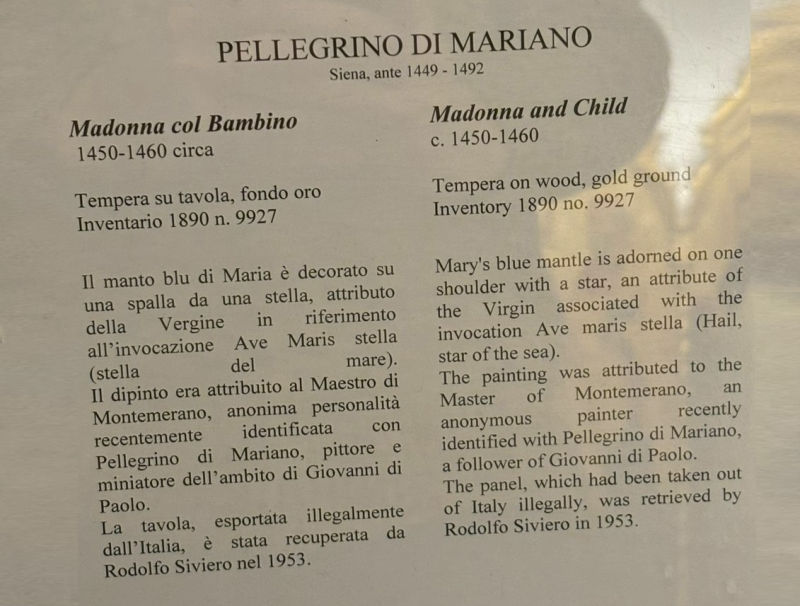 PELLEGRINO DI MARIANO
Siena, ante 1449 - 1492
Madonna col Bambino
1450-1460 circa
Tempera su tavola, fondo oro
Inventario 1890 n. 9927
Il manto blu di Maria è decorato su
una spalla da una stella, attributo
della Vergine in riferimento
all'invocazione Ave Maris stella
(stella del mare).
Il dipinto era attribuito al Maestro di
Montemerano, anonima personalità
recentemente identificata con
Pellegrino di Mariano, pittore e
miniatore dell'ambito di Giovanni di
Paolo.
La tavola, esportata illegalmente
dall'Italia, è stata recuperata da
Rodolfo Siviero nel 1953.
Madonna and Child
c. 1450-1460
Tempera on wood, gold ground
Inventory 1890 no. 9927
Mary's blue mantle is adorned on one
shoulder with a star, an attribute of
the Virgin associated with the
invocation Ave maris stella (Hail,
star of the sea).
The painting was attributed to the
Master of Montemerano, an
anonymous painter recently
identified with Pellegrino di Mariano,
a follower of Giovanni di Paolo.
The panel, which had been taken out
of Italy illegally, was retrieved by
Rodolfo Siviero in 1953.